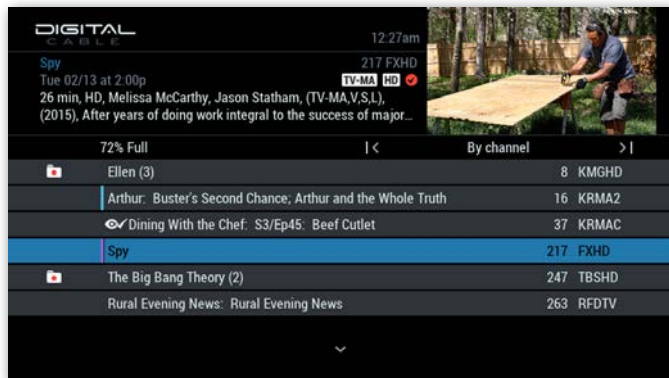 DIGITAL
CABLE
12:27am
Spy 217 FXHD
Tue 02/13 at 2:00p TV-MA HD
26 min, HD, Melissa McCarthy, Jason Statham, (TV-MA,V,S,L),
(2015), After years of doing work integral to the success of major...
72% Full |< By channel >|
Ellen (3) 8 KMGHD
Arthur: Buster's Second Chance; Arthur and the Whole Truth 16 KRMA2
Dining With the Chef: S3/Ep45: Beef Cutlet 37 KRMAC
Spy 217 FXHD
The Big Bang Theory (2) 247 TBSHD
Rural Evening News: Rural Evening News 263 RFDTV